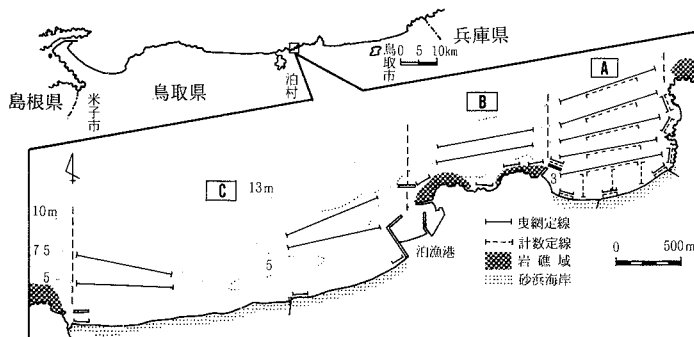 兵庫県
鳥取市
0 5 10km
島根県
米子市
鳥取県
泊村
A
B
C
13m
10m
7 5
5
5
3
泊漁港
曳網定線
計数定線
岩礁域
砂浜海岸
0 500m